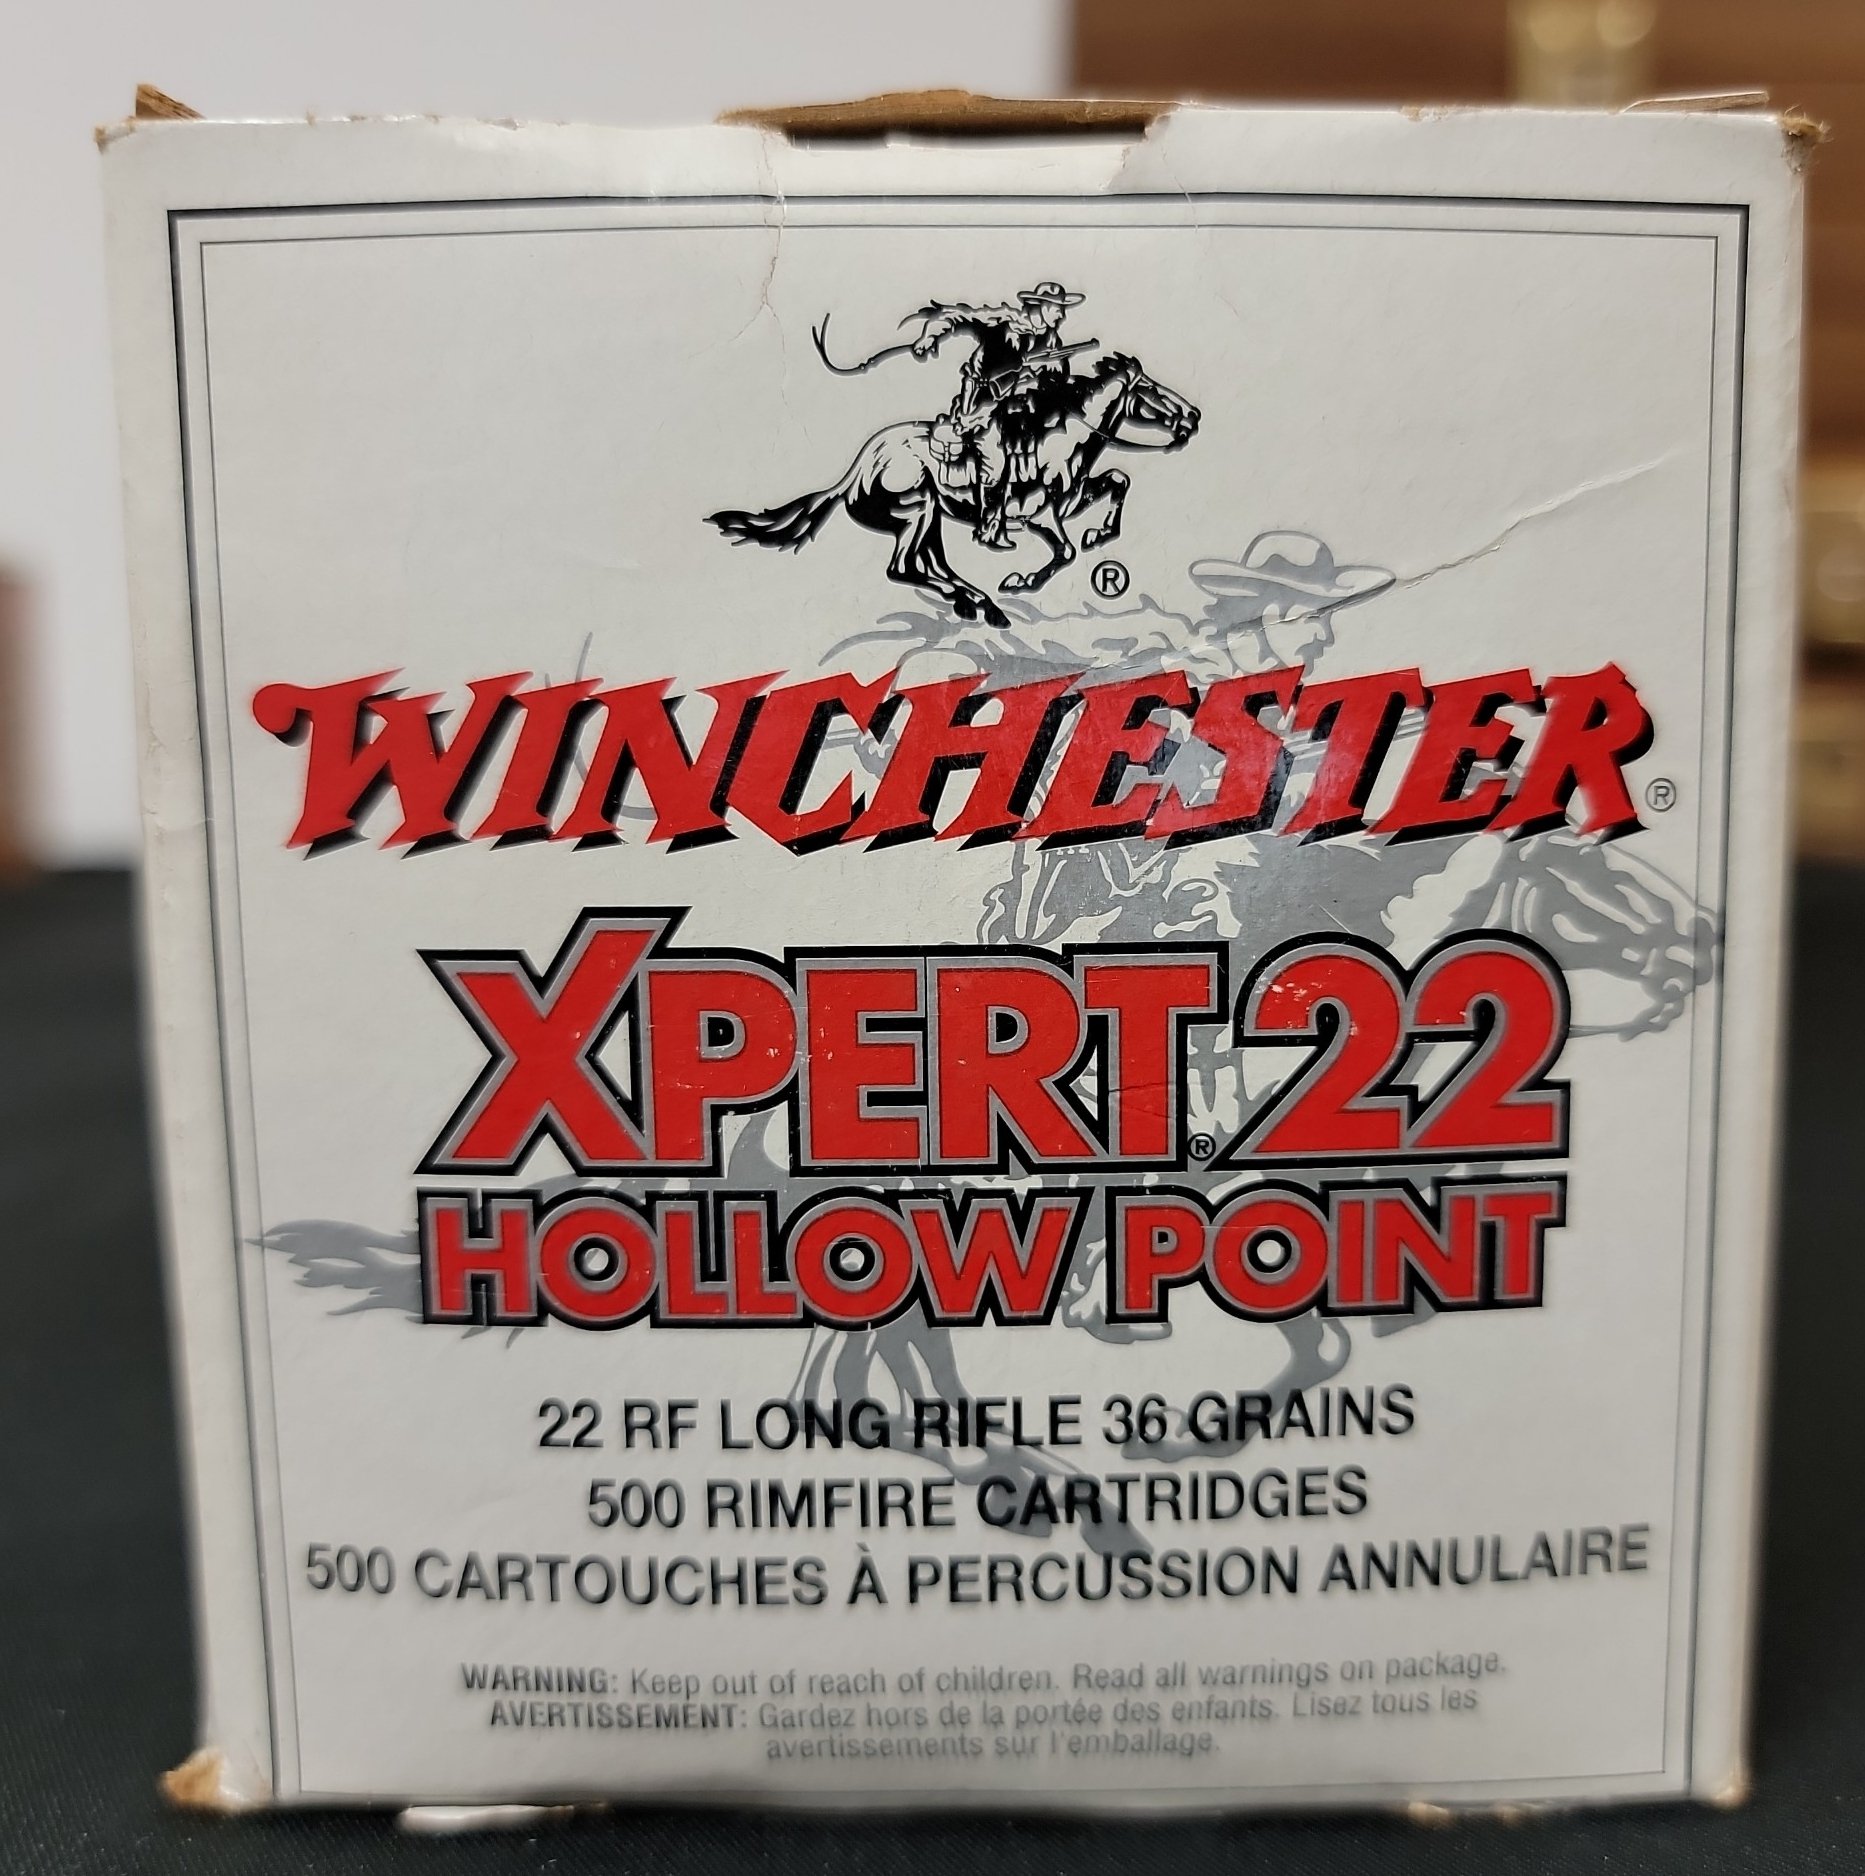 ®
WINCHESTER®
XPERT®22
HOLLOW POINT
22 RF LONG RIFLE 36 GRAINS
500 RIMFIRE CARTRIDGES
500 CARTOUCHES À PERCUSSION ANNULAIRE
WARNING: Keep out of reach of children. Read all warnings on package.
AVERTISSEMENT: Gardez hors de la portée des enfants. Lisez tous les
avertissements sur l'emballage.